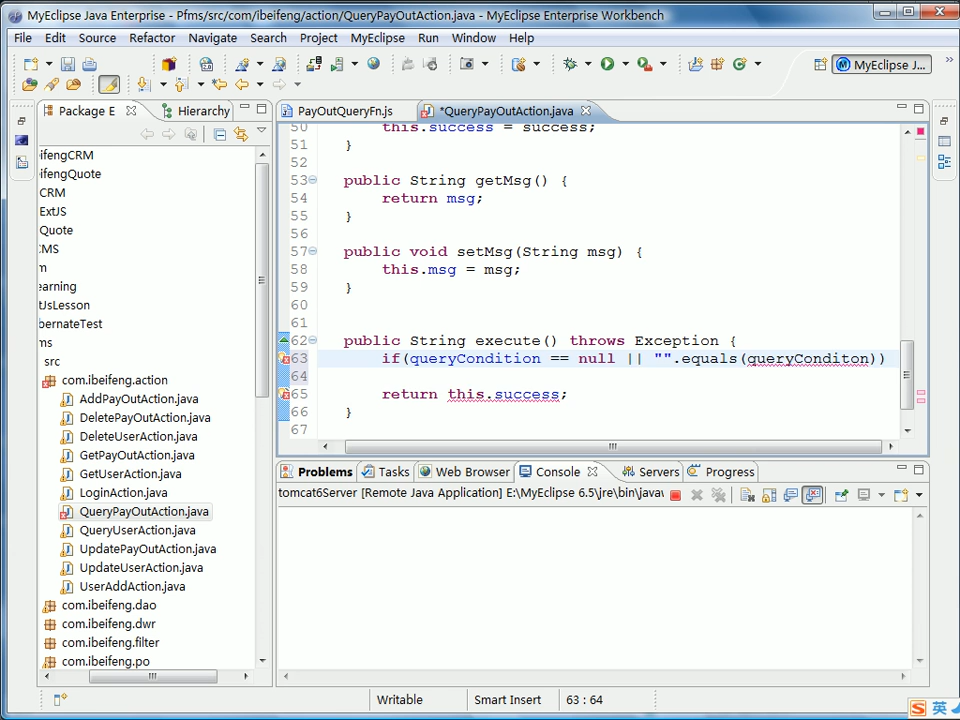 MyEclipse Java Enterprise - Pfms/src/com/ibeifeng/action/QueryPayOutAction.java - MyEclipse Enterprise Workbench
File Edit Source Refactor Navigate Search Project MyEclipse Run Window Help
MyEclipse J...
Package E Hierarchy
PayOutQueryFn.js *QueryPayOutAction.java
eifengCRM
eifengQuote
CRM
ExtJS
Quote
CMS
m
earning
tJsLesson
bernateTest
ms
src
com.ibeifeng.action
AddPayOutAction.java
DeletePayOutAction.java
DeleteUserAction.java
GetPayOutAction.java
GetUserAction.java
LoginAction.java
QueryPayOutAction.java
QueryUserAction.java
UpdatePayOutAction.java
UpdateUserAction.java
UserAddAction.java
com.ibeifeng.dao
com.ibeifeng.dwr
com.ibeifeng.filter
com.ibeifeng.po
50 this.success = success;
51 }
52
53 public String getMsg() {
54 return msg;
55 }
56
57 public void setMsg(String msg) {
58 this.msg = msg;
59 }
60
61
62 public String execute() throws Exception {
63 if(queryCondition == null || "".equals(queryConditon))
64
65 return this.success;
66 }
67
Problems Tasks Web Browser Console Servers Progress
tomcat6Server [Remote Java Application] E:\MyEclipse 6.5\jre\bin\javav
Writable Smart Insert 63 : 64
S 英